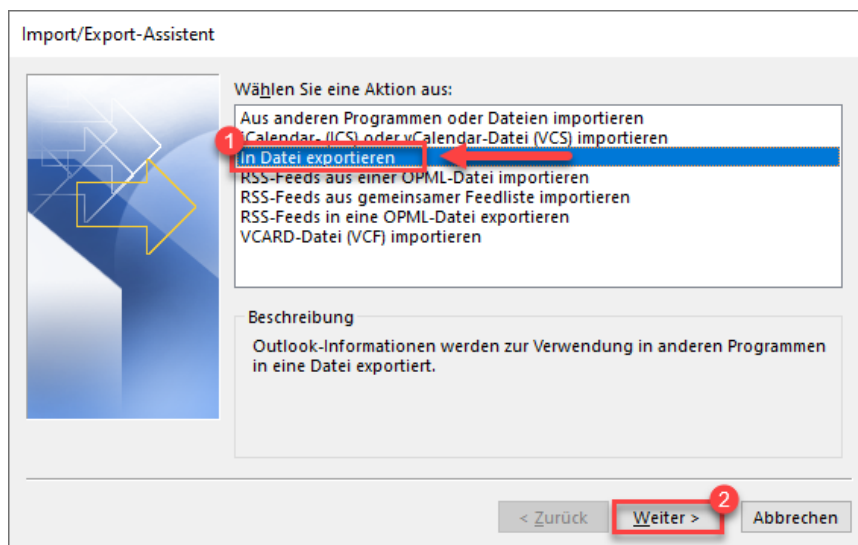 Import/Export-Assistent
Wählen Sie eine Aktion aus:
Aus anderen Programmen oder Dateien importieren
iCalendar- (ICS) oder vCalendar-Datei (VCS) importieren
1
In Datei exportieren
RSS-Feeds aus einer OPML-Datei importieren
RSS-Feeds aus gemeinsamer Feedliste importieren
RSS-Feeds in eine OPML-Datei exportieren
VCARD-Datei (VCF) importieren
Beschreibung
Outlook-Informationen werden zur Verwendung in anderen Programmen
in eine Datei exportiert.
2
< Zurück Weiter > Abbrechen